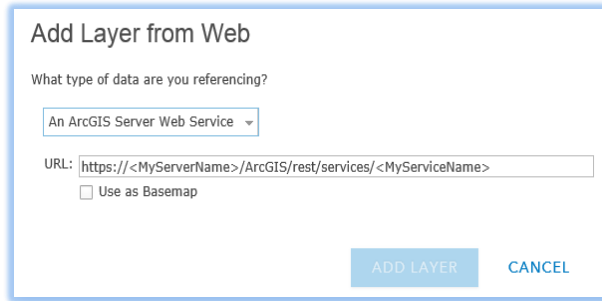 Add Layer from Web
What type of data are you referencing?
An ArcGIS Server Web Service
URL: https://<MyServerName>/ArcGIS/rest/services/<MyServiceName>
Use as Basemap
ADD LAYER CANCEL